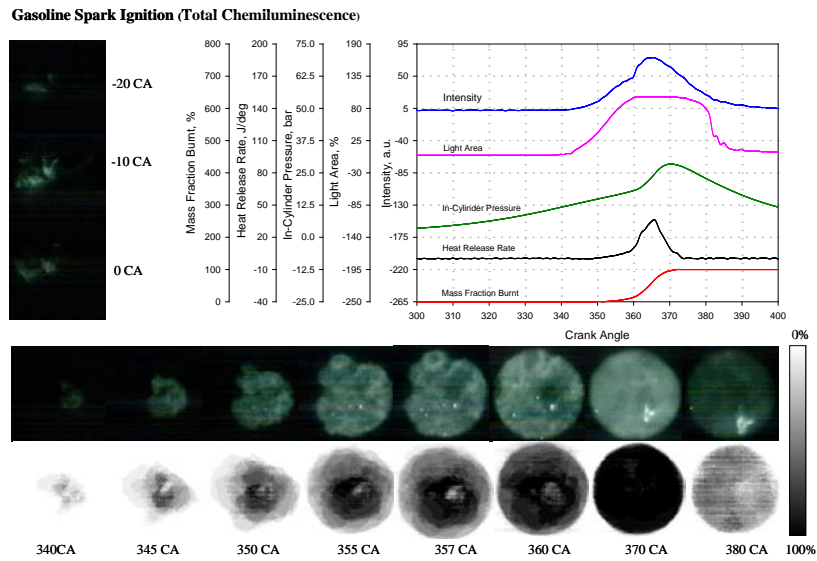 Gasoline Spark Ignition (Total Chemiluminescence)
-20 CA
-10 CA
0 CA
Mass Fraction Burnt, %
800
700
600
500
400
300
200
100
0
Heat Release Rate, J/deg
200
170
140
110
80
50
20
-10
-40
In-Cylinder Pressure, bar
75.0
62.5
50.0
37.5
25.0
12.5
0.0
-12.5
-25.0
Light Area, %
190
135
80
25
-30
-85
-140
-195
-250
Intensity, a.u.
95
50
5
-40
-85
-130
-175
-220
-265
Intensity
Light Area
In-Cylinder Pressure
Heat Release Rate
Mass Fraction Burnt
300 310 320 330 340 350 360 370 380 390 400
Crank Angle
0%
100%
340CA 345 CA 350 CA 355 CA 357 CA 360 CA 370 CA 380 CA